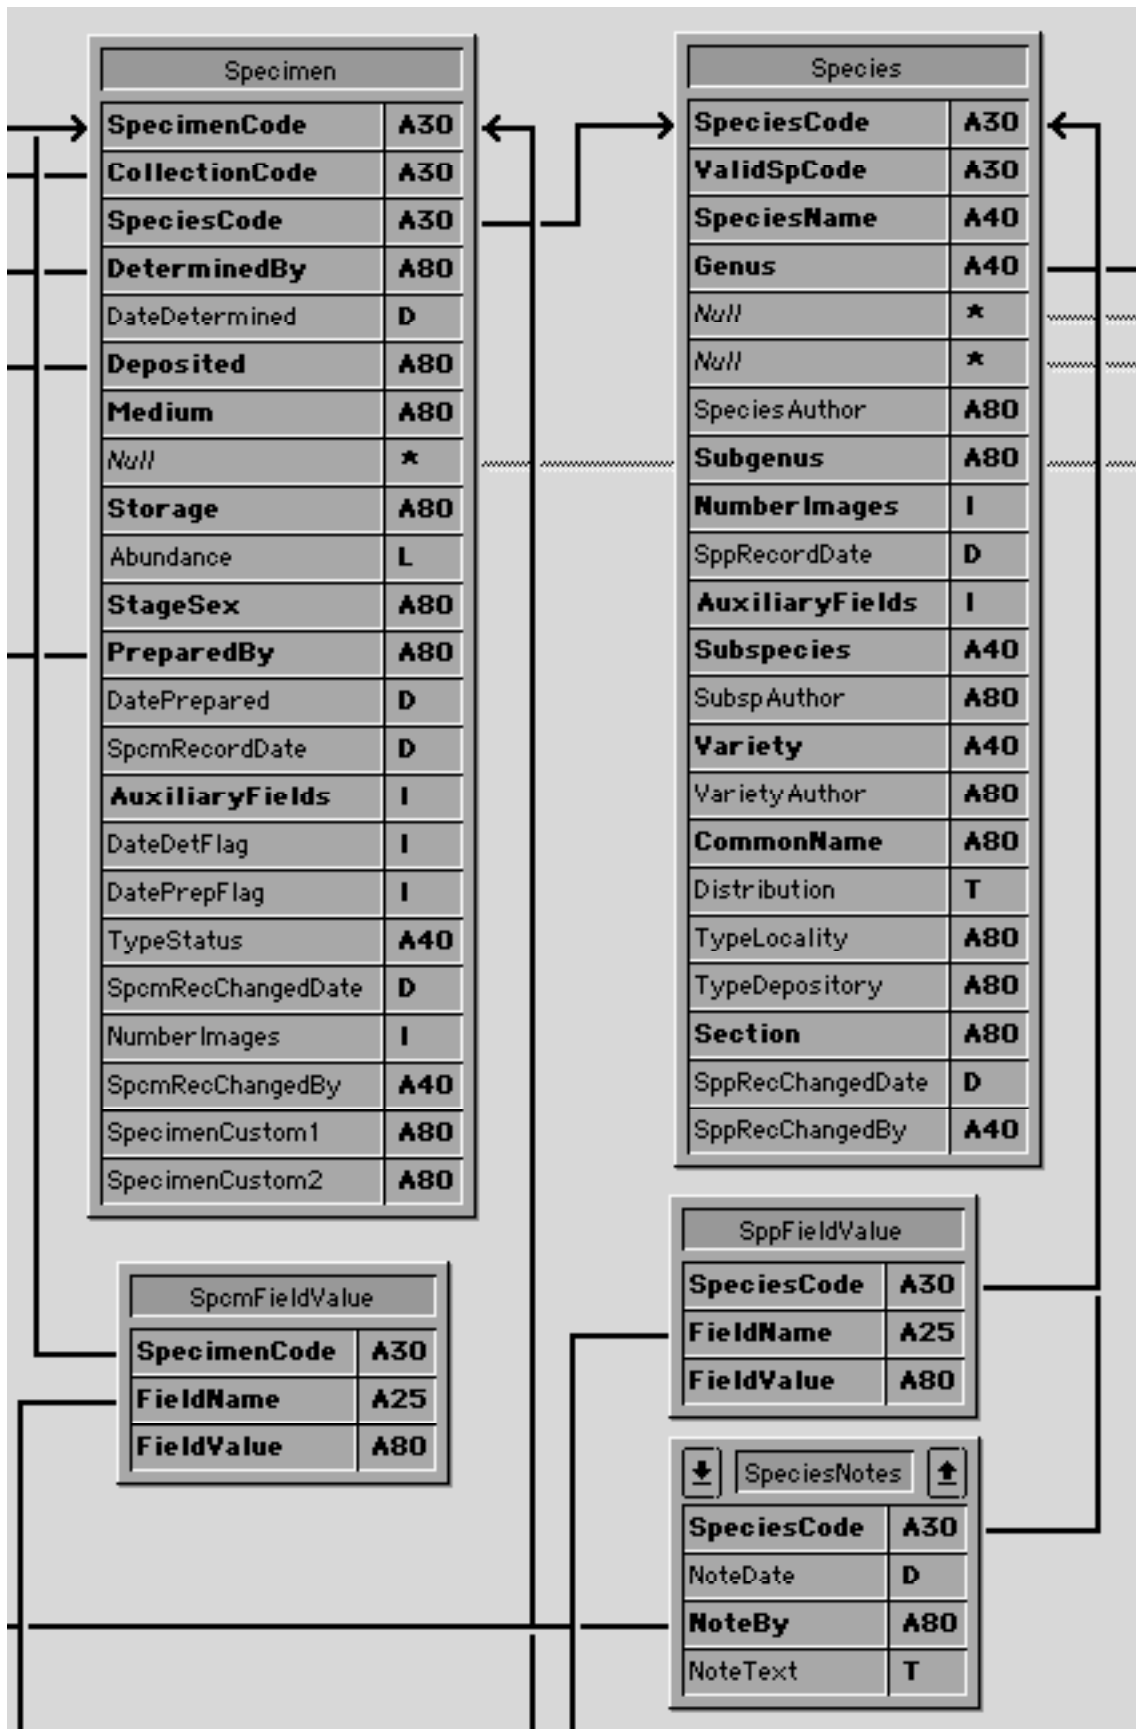 Specimen
SpecimenCode A30
CollectionCode A30
SpeciesCode A30
DeterminedBy A80
DateDetermined D
Deposited A80
Medium A80
Null *
Storage A80
Abundance L
StageSex A80
PreparedBy A80
DatePrepared D
SpcmRecordDate D
AuxiliaryFields I
DateDetFlag I
DatePrepFlag I
TypeStatus A40
SpcmRecChangedDate D
NumberImages I
SpcmRecChangedBy A40
SpecimenCustom1 A80
SpecimenCustom2 A80
Species
SpeciesCode A30
ValidSpCode A30
SpeciesName A40
Genus A40
Null *
Null *
SpeciesAuthor A80
Subgenus A80
NumberImages I
SppRecordDate D
AuxiliaryFields I
Subspecies A40
SubspAuthor A80
Variety A40
VarietyAuthor A80
CommonName A80
Distribution T
TypeLocality A80
TypeDepository A80
Section A80
SppRecChangedDate D
SppRecChangedBy A40
SpcmFieldValue
SpecimenCode A30
FieldName A25
FieldValue A80
SppFieldValue
SpeciesCode A30
FieldName A25
FieldValue A80
SpeciesNotes
SpeciesCode A30
NoteDate D
NoteBy A80
NoteText T